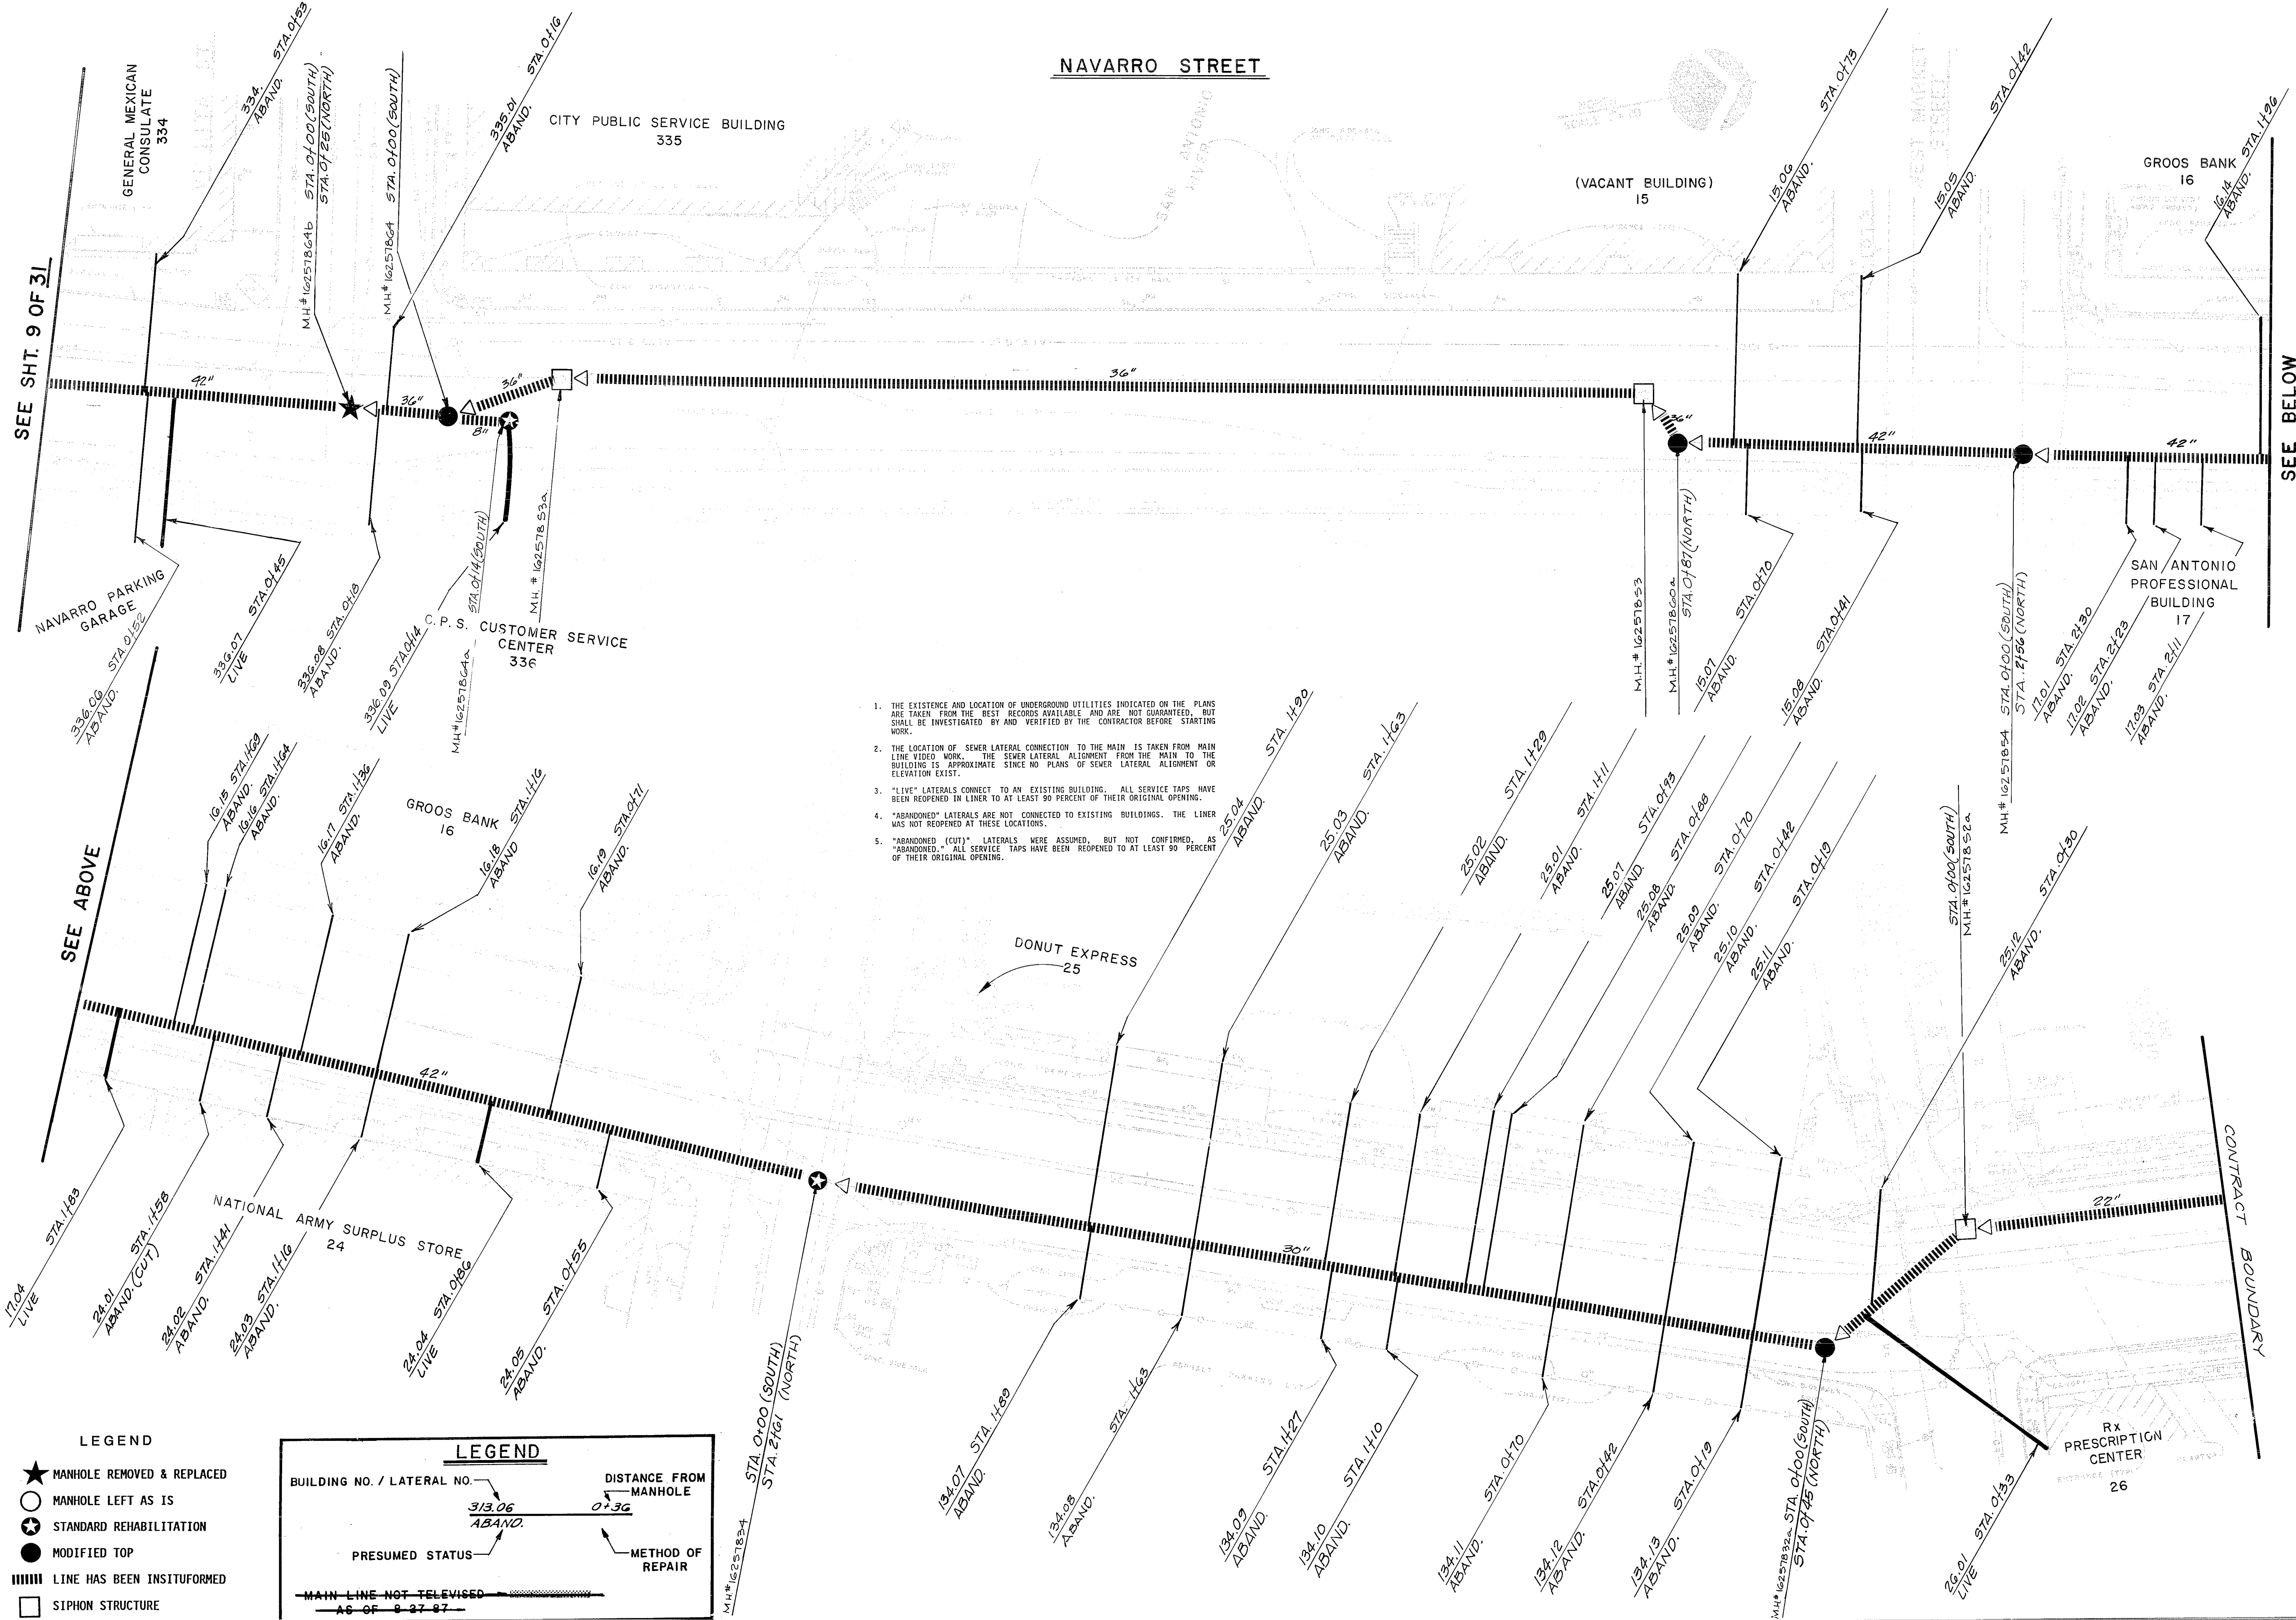 NAVARRO STREET
SEE SHT. 9 OF 31
GENERAL MEXICAN
CONSULATE
334
334. STA. 0+53
ABAND.
M.H.# 16257864b STA. 0+00 (SOUTH)
STA. 0+25 (NORTH)
M.H.# 16257864 STA. 0+00 (SOUTH)
335.01 STA. 0+16
ABAND.
CITY PUBLIC SERVICE BUILDING
335
SAN ANTONIO
RIVER
(VACANT BUILDING)
15
15.06 STA. 0+73
ABAND.
15.05 STA. 0+42
ABAND.
WEST MARKET
STREET
GROOS BANK
16
16.14 STA. 1+96
ABAND.
SEE BELOW
42"
36"
8"
36"
36"
36"
42"
42"
NAVARRO PARKING
GARAGE
336.06 STA. 0+52
ABAND.
336.07 STA. 0+45
LIVE
336.08 STA. 0+18
ABAND.
336.09 STA. 0+14
LIVE
M.H.# 16257864a STA. 0+14 (SOUTH)
M.H.# 162578 S3a
C.P.S. CUSTOMER SERVICE
CENTER
336
M.H.# 162578S3
M.H.# 16257860a
STA. 0+87 (NORTH)
15.07 STA. 0+70
ABAND.
15.08 STA. 0+41
ABAND.
M.H.# 16257854 STA. 0+00 (SOUTH)
STA. 2+56 (NORTH)
17.01 STA. 2+30
ABAND.
17.02 STA. 2+23
ABAND.
17.03 STA. 2+11
ABAND.
SAN ANTONIO
PROFESSIONAL
BUILDING
17
1. THE EXISTENCE AND LOCATION OF UNDERGROUND UTILITIES INDICATED ON THE PLANS
ARE TAKEN FROM THE BEST RECORDS AVAILABLE AND ARE NOT GUARANTEED, BUT
SHALL BE INVESTIGATED BY AND VERIFIED BY THE CONTRACTOR BEFORE STARTING
WORK.
2. THE LOCATION OF SEWER LATERAL CONNECTION TO THE MAIN IS TAKEN FROM MAIN
LINE VIDEO WORK. THE SEWER LATERAL ALIGNMENT FROM THE MAIN TO THE
BUILDING IS APPROXIMATE SINCE NO PLANS OF SEWER LATERAL ALIGNMENT OR
ELEVATION EXIST.
3. "LIVE" LATERALS CONNECT TO AN EXISTING BUILDING. ALL SERVICE TAPS HAVE
BEEN REOPENED IN LINER TO AT LEAST 90 PERCENT OF THEIR ORIGINAL OPENING.
4. "ABANDONED" LATERALS ARE NOT CONNECTED TO EXISTING BUILDINGS. THE LINER
WAS NOT REOPENED AT THESE LOCATIONS.
5. "ABANDONED (CUT)" LATERALS WERE ASSUMED, BUT NOT CONFIRMED, AS
"ABANDONED." ALL SERVICE TAPS HAVE BEEN REOPENED TO AT LEAST 90 PERCENT
OF THEIR ORIGINAL OPENING.
SEE ABOVE
16.15 STA. 1+69
ABAND.
16.16 STA. 1+64
ABAND.
16.17 STA. 1+36
ABAND.
GROOS BANK
16
16.18 STA. 1+16
ABAND
16.19 STA. 0+71
ABAND.
DONUT EXPRESS
25
25.04 STA. 1+90
ABAND.
25.03 STA. 1+63
ABAND.
25.02 STA. 1+29
ABAND.
25.01 STA. 1+11
ABAND.
25.07 STA. 0+93
ABAND.
25.08 STA. 0+88
ABAND.
25.09 STA. 0+70
ABAND.
25.10 STA. 0+42
ABAND.
25.11 STA. 0+19
ABAND.
STA. 0+00 (SOUTH)
M.H.# 162578S2a
25.12 STA. 0+30
ABAND.
42"
30"
22"
CONTRACT BOUNDARY
17.04 STA. 1+83
LIVE
24.01 STA. 1+58
ABAND. (CUT)
24.02 STA. 1+41
ABAND.
24.03 STA. 1+16
ABAND.
NATIONAL ARMY SURPLUS STORE
24
24.04 STA. 0+86
LIVE
24.05 STA. 0+55
ABAND.
M.H.# 16257834 STA. 0+00 (SOUTH)
STA. 2+61 (NORTH)
134.07 STA. 1+89
ABAND.
134.08 STA. 1+63
ABAND.
134.09 STA. 1+27
ABAND.
134.10 STA. 1+10
ABAND.
134.11 STA. 0+70
ABAND.
134.12 STA. 0+42
ABAND.
134.13 STA. 0+19
ABAND.
M.H.# 16257832a STA. 0+00 (SOUTH)
STA. 0+45 (NORTH)
26.01 STA. 0+33
LIVE
Rx
PRESCRIPTION
CENTER
26
LEGEND
MANHOLE REMOVED & REPLACED
MANHOLE LEFT AS IS
STANDARD REHABILITATION
MODIFIED TOP
LINE HAS BEEN INSITUFORMED
SIPHON STRUCTURE
LEGEND
BUILDING NO. / LATERAL NO.
DISTANCE FROM
MANHOLE
313.06 0+36
ABAND.
PRESUMED STATUS
METHOD OF
REPAIR
MAIN LINE NOT TELEVISED
AS OF 8-27-87